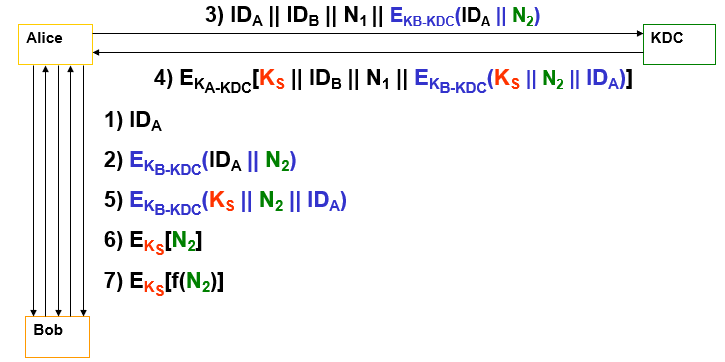 3) IDA || IDB || N1 || EKB-KDC(IDA || N2)
Alice
KDC
4) EKA-KDC[KS || IDB || N1 || EKB-KDC(KS || N2 || IDA)]
1) IDA
2) EKB-KDC(IDA || N2)
5) EKB-KDC(KS || N2 || IDA)
6) EKS[N2]
7) EKS[f(N2)]
Bob